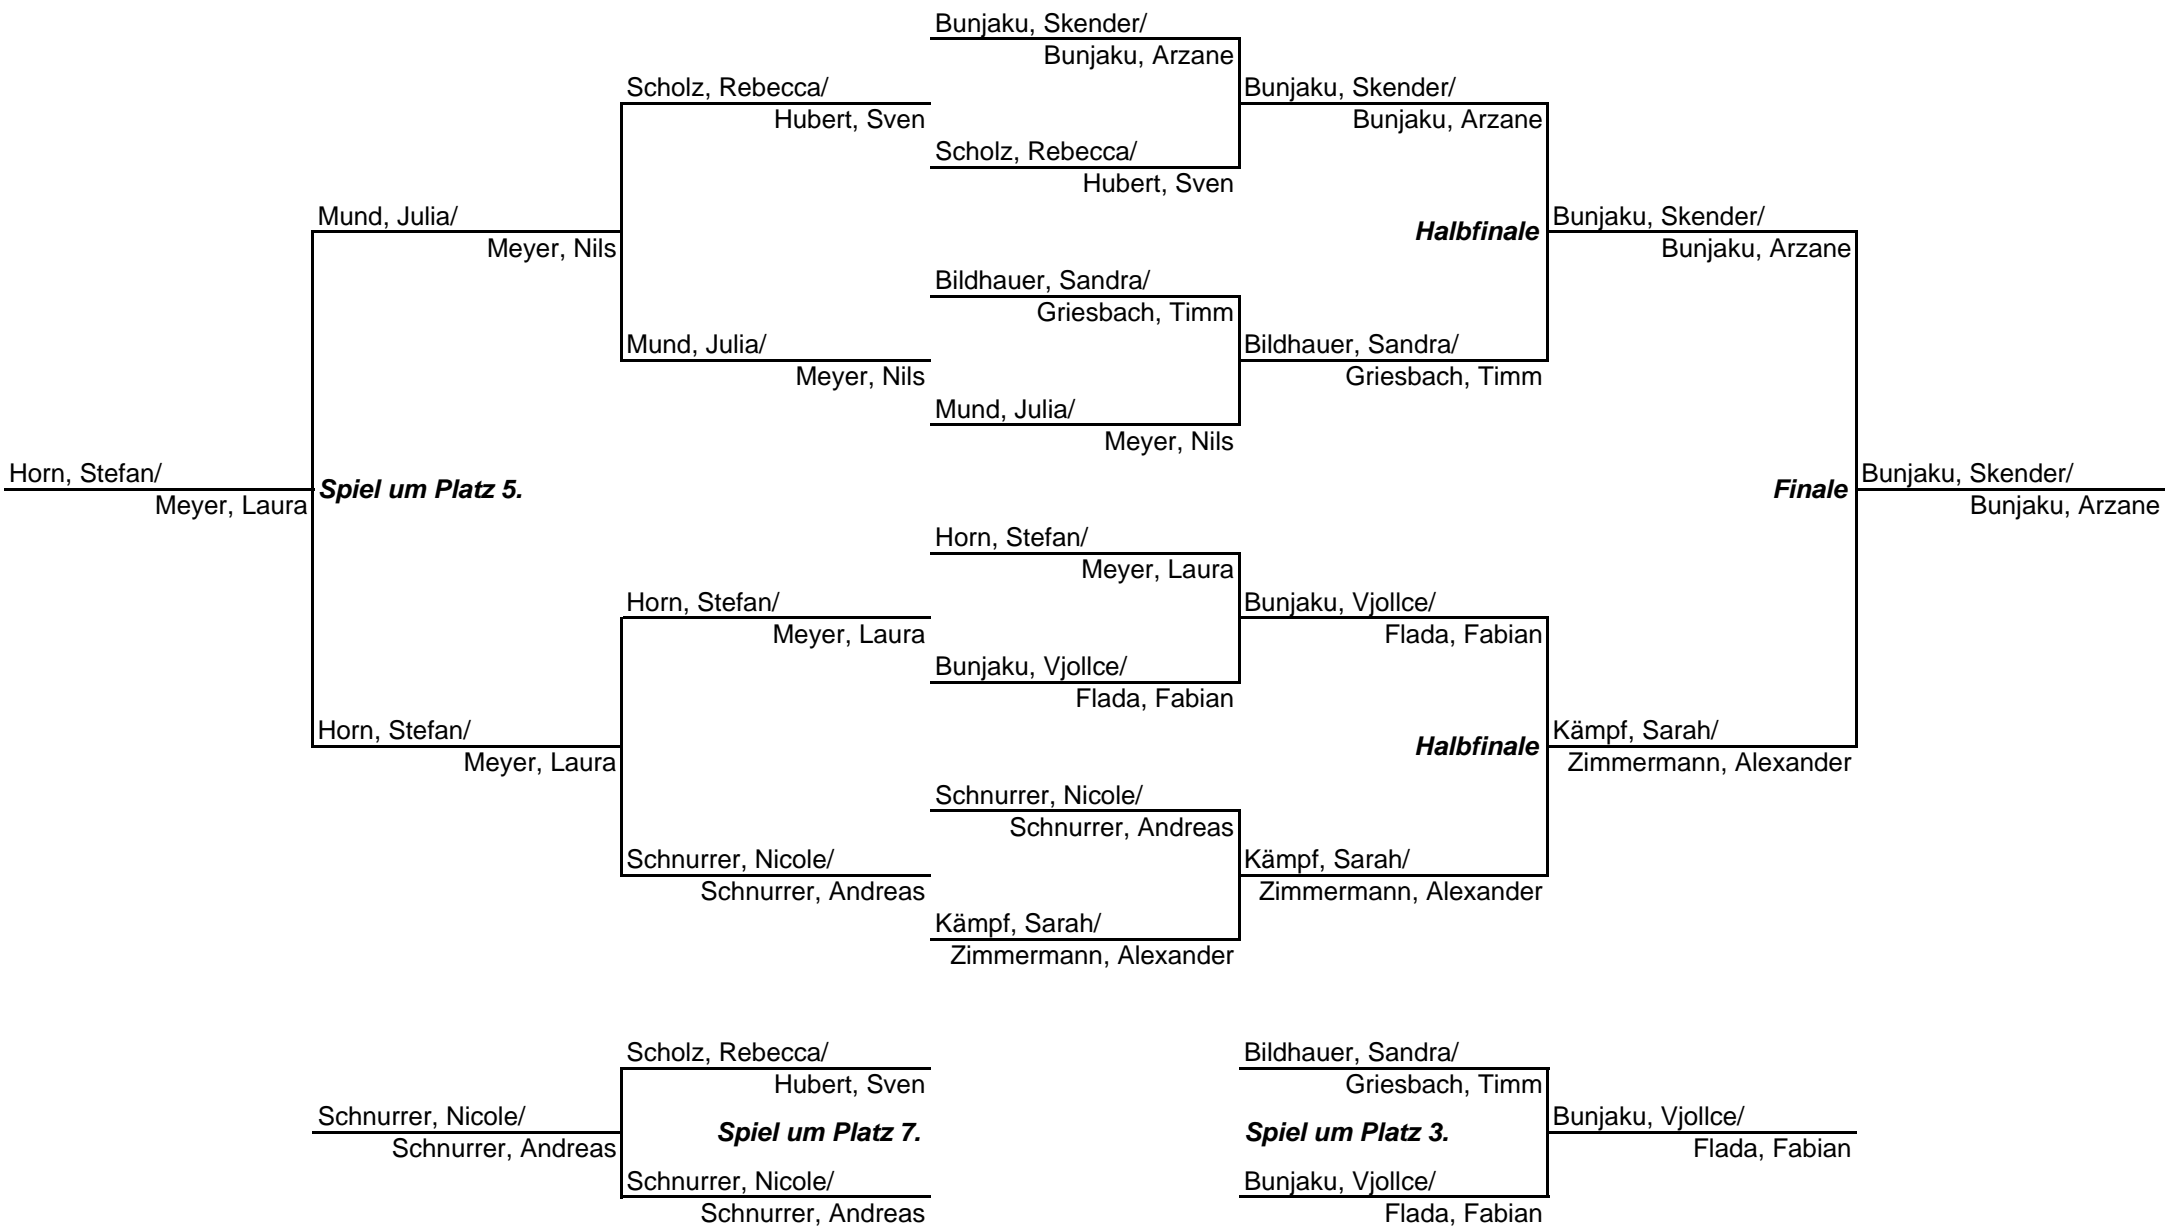 Bunjaku, Skender/
Bunjaku, Arzane
Scholz, Rebecca/
Hubert, Sven
Bunjaku, Skender/
Bunjaku, Arzane
Scholz, Rebecca/
Hubert, Sven
Mund, Julia/
Meyer, Nils
Halbfinale
Bunjaku, Skender/
Bunjaku, Arzane
Bildhauer, Sandra/
Griesbach, Timm
Mund, Julia/
Meyer, Nils
Bildhauer, Sandra/
Griesbach, Timm
Mund, Julia/
Meyer, Nils
Horn, Stefan/
Meyer, Laura
Spiel um Platz 5.
Finale
Bunjaku, Skender/
Bunjaku, Arzane
Horn, Stefan/
Meyer, Laura
Horn, Stefan/
Meyer, Laura
Bunjaku, Vjollce/
Flada, Fabian
Bunjaku, Vjollce/
Flada, Fabian
Horn, Stefan/
Meyer, Laura
Halbfinale
Kämpf, Sarah/
Zimmermann, Alexander
Schnurrer, Nicole/
Schnurrer, Andreas
Schnurrer, Nicole/
Schnurrer, Andreas
Kämpf, Sarah/
Zimmermann, Alexander
Kämpf, Sarah/
Zimmermann, Alexander
Scholz, Rebecca/
Hubert, Sven
Bildhauer, Sandra/
Griesbach, Timm
Schnurrer, Nicole/
Schnurrer, Andreas
Spiel um Platz 7.
Spiel um Platz 3.
Bunjaku, Vjollce/
Flada, Fabian
Schnurrer, Nicole/
Schnurrer, Andreas
Bunjaku, Vjollce/
Flada, Fabian